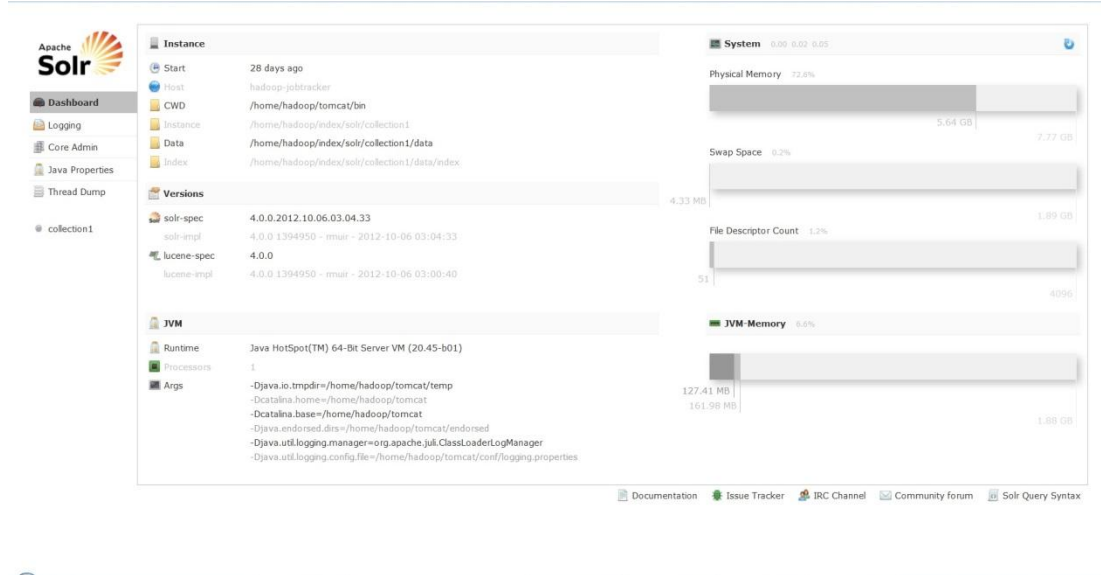 Apache
Solr
Dashboard
Logging
Core Admin
Java Properties
Thread Dump
collection1
Instance
Start 28 days ago
Host hadoop-jobtracker
CWD /home/hadoop/tomcat/bin
Instance /home/hadoop/index/solr/collection1
Data /home/hadoop/index/solr/collection1/data
Index /home/hadoop/index/solr/collection1/data/index
Versions
solr-spec 4.0.0.2012.10.06.03.04.33
solr-impl 4.0.0 1394950 - rmuir - 2012-10-06 03:04:33
lucene-spec 4.0.0
lucene-impl 4.0.0 1394950 - rmuir - 2012-10-06 03:00:40
JVM
Runtime Java HotSpot(TM) 64-Bit Server VM (20.45-b01)
Processors 1
Args -Djava.io.tmpdir=/home/hadoop/tomcat/temp
-Dcatalina.home=/home/hadoop/tomcat
-Dcatalina.base=/home/hadoop/tomcat
-Djava.endorsed.dirs=/home/hadoop/tomcat/endorsed
-Djava.util.logging.manager=org.apache.juli.ClassLoaderLogManager
-Djava.util.logging.config.file=/home/hadoop/tomcat/conf/logging.properties
System 0.00 0.02 0.05
Physical Memory 72.6%
5.64 GB
7.77 GB
Swap Space 0.2%
4.33 MB
1.89 GB
File Descriptor Count 1.2%
51
4096
JVM-Memory 6.6%
127.41 MB
161.98 MB
1.88 GB
Documentation Issue Tracker IRC Channel Community forum Solr Query Syntax